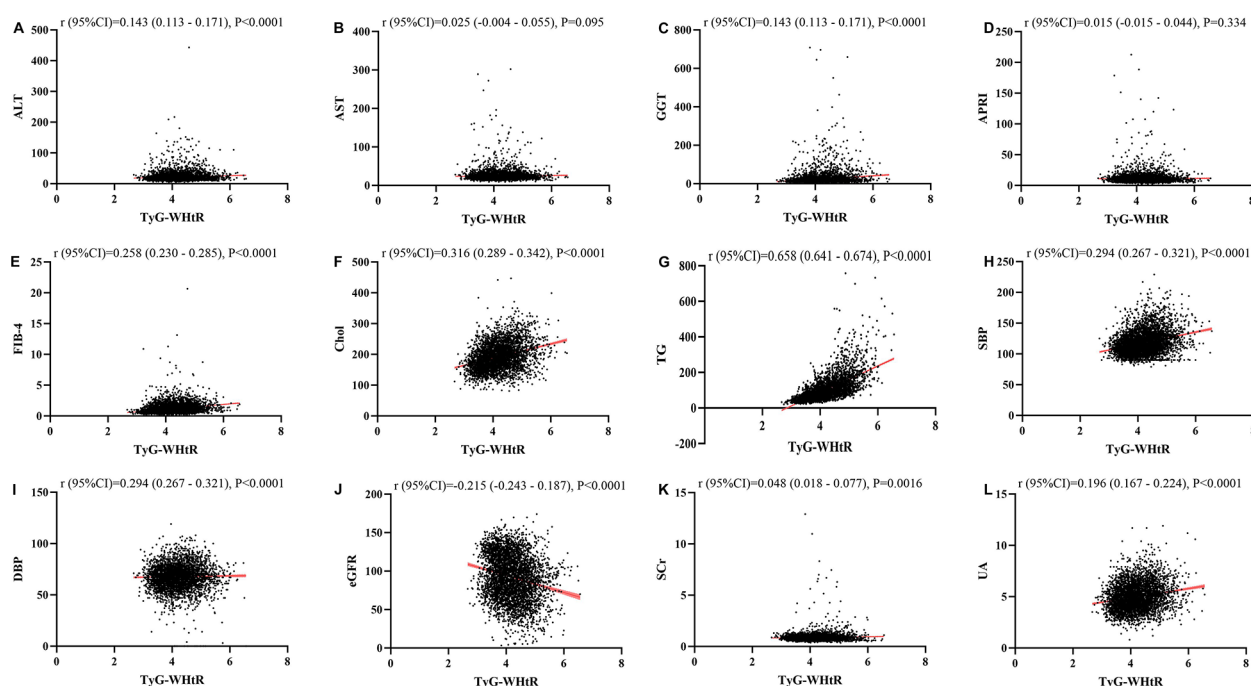 A r (95%CI)=0.143 (0.113 - 0.171), P<0.0001
500
400
300
200
100
0
ALT
0 2 4 6 8
TyG-WHtR
B r (95%CI)=0.025 (-0.004 - 0.055), P=0.095
400
300
200
100
0
AST
0 2 4 6 8
TyG-WHtR
C r (95%CI)=0.143 (0.113 - 0.171), P<0.0001
800
600
400
200
0
GGT
0 2 4 6 8
TyG-WHtR
D r (95%CI)=0.015 (-0.015 - 0.044), P=0.334
250
200
150
100
50
0
APRI
0 2 4 6 8
TyG-WHtR
E r (95%CI)=0.258 (0.230 - 0.285), P<0.0001
25
20
15
10
5
0
FIB-4
0 2 4 6 8
TyG-WHtR
F r (95%CI)=0.316 (0.289 - 0.342), P<0.0001
500
400
300
200
100
0
Chol
0 2 4 6 8
TyG-WHtR
G r (95%CI)=0.658 (0.641 - 0.674), P<0.0001
800
600
400
200
0
-200
TG
2 4 6 8
TyG-WHtR
H r (95%CI)=0.294 (0.267 - 0.321), P<0.0001
250
200
150
100
50
0
SBP
0 2 4 6 8
TyG-WHtR
I r (95%CI)=0.294 (0.267 - 0.321), P<0.0001
150
100
50
0
DBP
0 2 4 6 8
TyG-WHtR
J r (95%CI)=-0.215 (-0.243 - 0.187), P<0.0001
200
150
100
50
0
eGFR
0 2 4 6 8
TyG-WHtR
K r (95%CI)=0.048 (0.018 - 0.077), P=0.0016
15
10
5
0
SCr
0 2 4 6 8
TyG-WHtR
L r (95%CI)=0.196 (0.167 - 0.224), P<0.0001
15
10
5
0
UA
0 2 4 6 8
TyG-WHtR